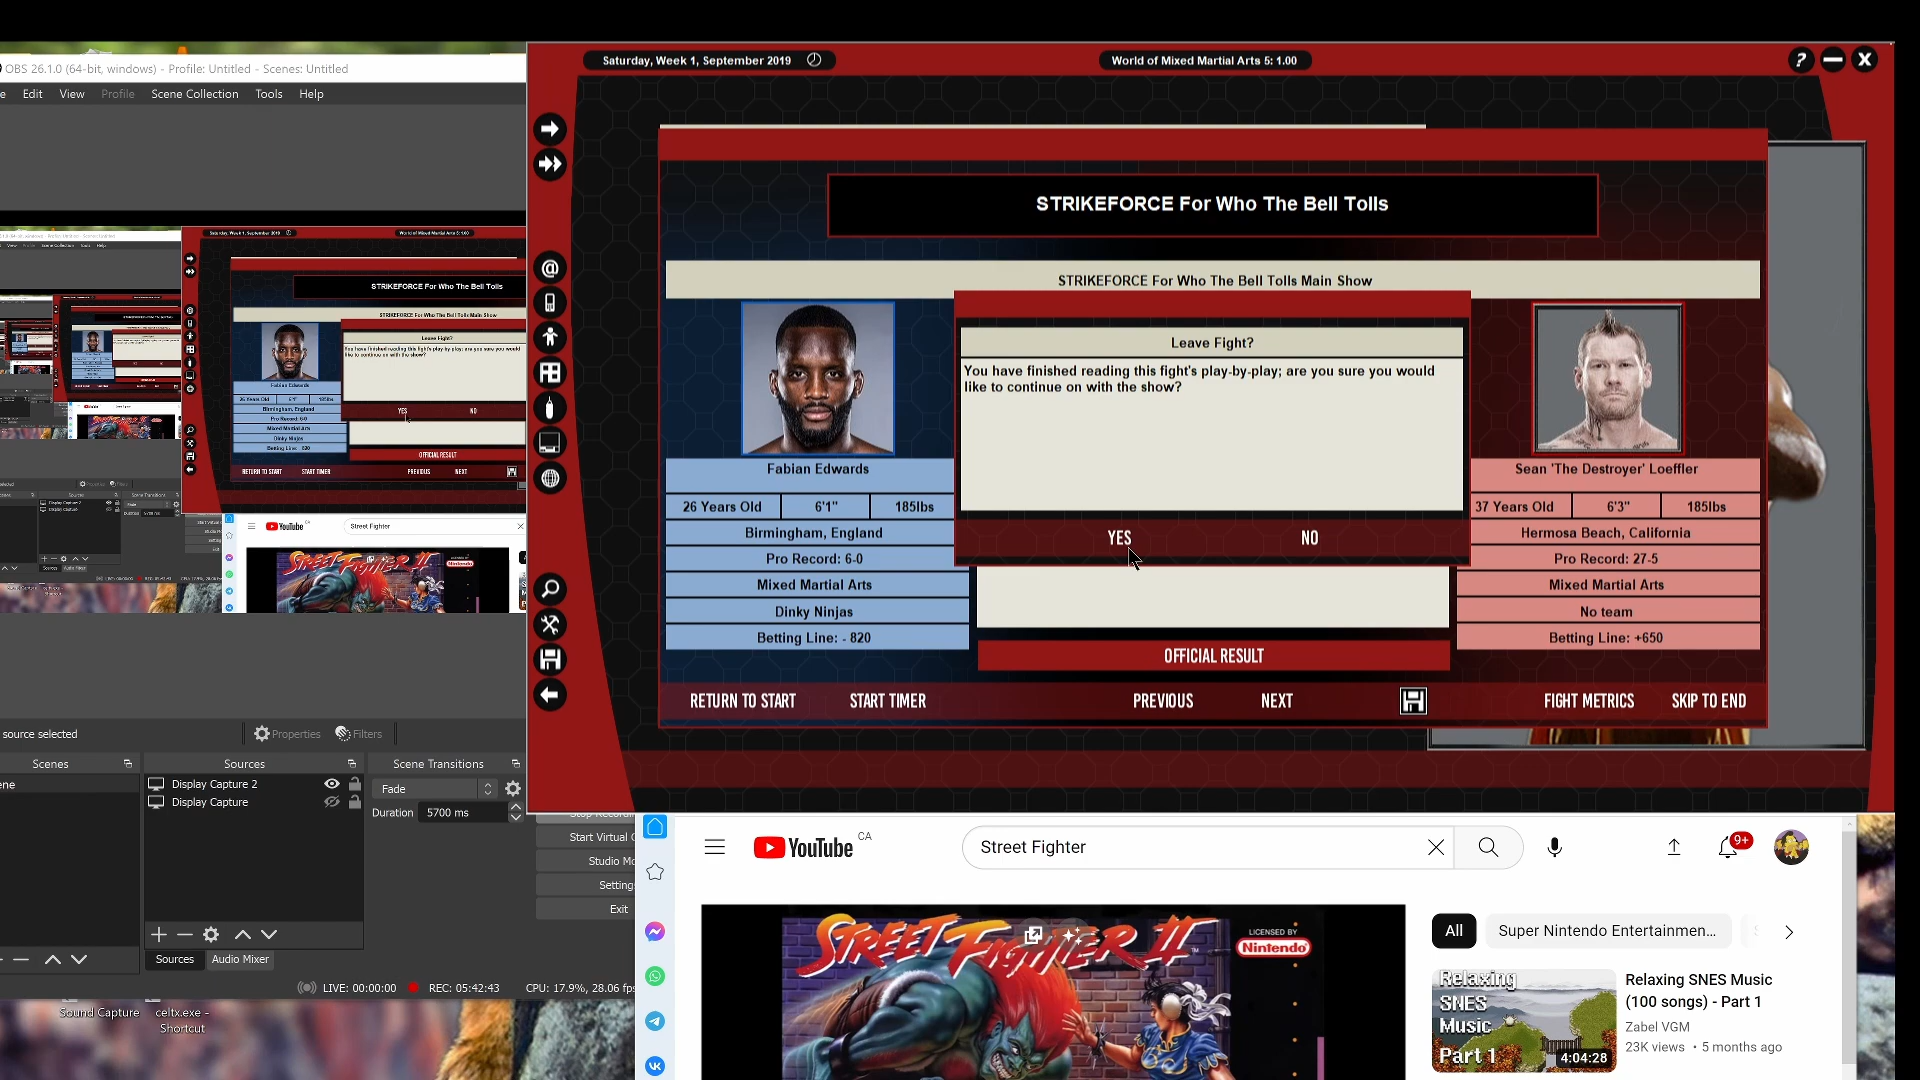 OBS 26.1.0 (64-bit, windows) - Profile: Untitled - Scenes: Untitled
Edit View Profile Scene Collection Tools Help
Saturday, Week 1, September 2019
World of Mixed Martial Arts 5: 1.00
STRIKEFORCE For Who The Bell Tolls
STRIKEFORCE For Who The Bell Tolls Main Show
Leave Fight?
You have finished reading this fight's play-by-play; are you sure you would
like to continue on with the show?
YES NO
Fabian Edwards
26 Years Old 6'1" 185lbs
Birmingham, England
Pro Record: 6-0
Mixed Martial Arts
Dinky Ninjas
Betting Line: - 820
Sean 'The Destroyer' Loeffler
37 Years Old 6'3" 185lbs
Hermosa Beach, California
Pro Record: 27-5
Mixed Martial Arts
No team
Betting Line: +650
OFFICIAL RESULT
RETURN TO START START TIMER PREVIOUS NEXT FIGHT METRICS SKIP TO END
source selected
Properties Filters
Scenes Sources Scene Transitions
Display Capture 2
Display Capture
Fade
Duration 5700 ms
Start Virtual C
Studio Mo
Settings
Exit
Sources Audio Mixer
LIVE: 00:00:00 REC: 05:42:43 CPU: 17.9%, 28.06 fps
Sound Capture
celtx.exe -
Shortcut
YouTube CA
Street Fighter
9+
STREET FIGHTER II
LICENSED BY
Nintendo
All Super Nintendo Entertainmen...
Relaxing
SNES
Music
Part 1
4:04:28
Relaxing SNES Music
(100 songs) - Part 1
Zabel VGM
23K views • 5 months ago